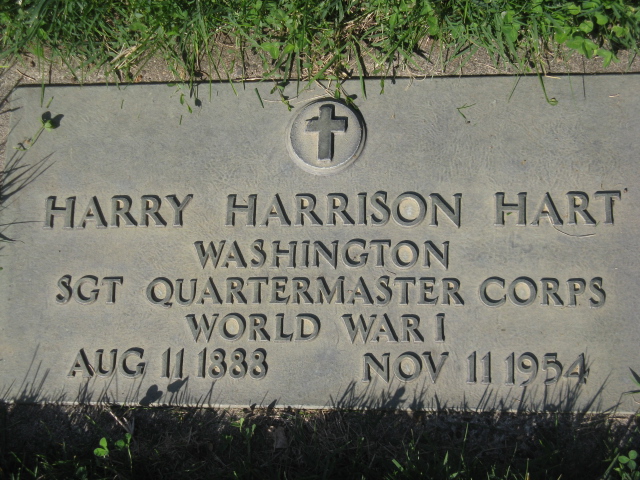 HARRY HARRISON HART
WASHINGTON
SGT QUARTERMASTER CORPS
WORLD WAR I
AUG 11 1888 NOV 11 1954